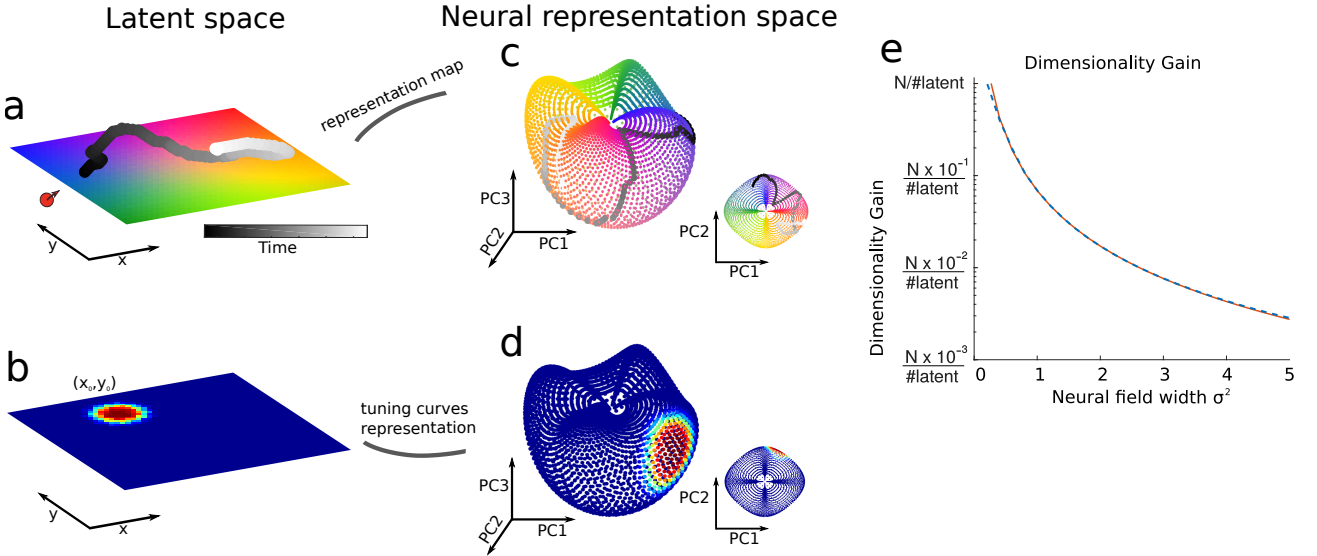 Latent space
Neural representation space
a
representation map
y
x
Time
c
PC3
PC2
PC1
PC2
PC1
b
(x₀,y₀)
tuning curves
representation
y
x
d
PC3
PC2
PC1
PC2
PC1
e
Dimensionality Gain
Dimensionality Gain
N/#latent
N x 10⁻¹
#latent
N x 10⁻²
#latent
N x 10⁻³
#latent
0 1 2 3 4 5
Neural field width σ²